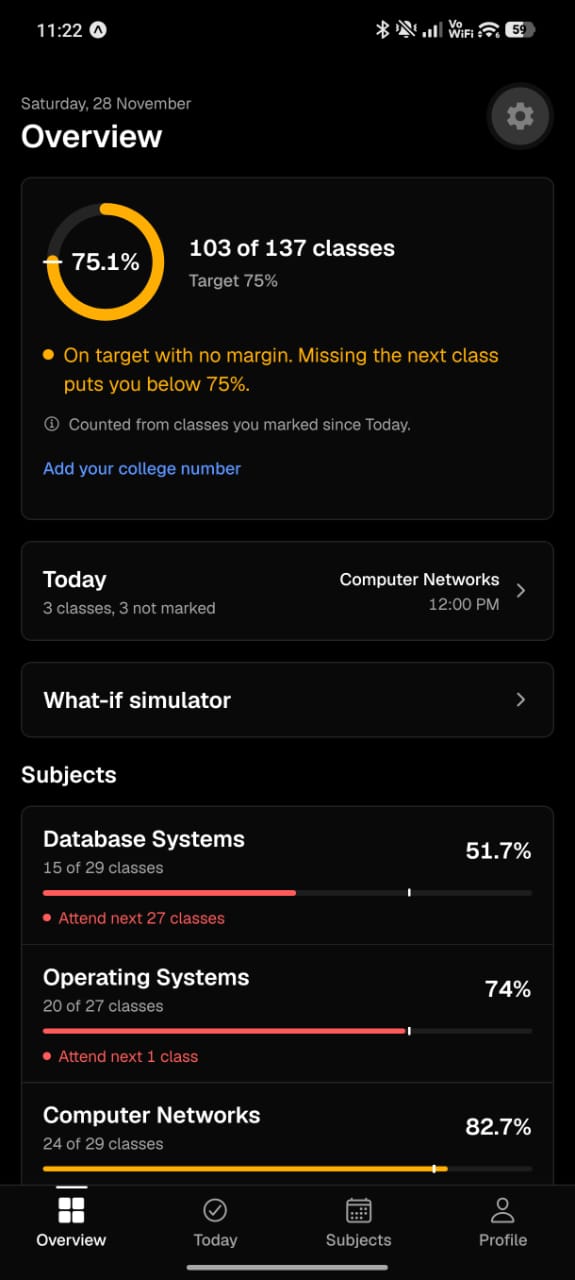 11:22
Vo
WiFi
59
Saturday, 28 November
Overview
75.1%
103 of 137 classes
Target 75%
On target with no margin. Missing the next class
puts you below 75%.
Counted from classes you marked since Today.
Add your college number
Today
3 classes, 3 not marked
Computer Networks
12:00 PM
What-if simulator
Subjects
Database Systems
15 of 29 classes
51.7%
Attend next 27 classes
Operating Systems
20 of 27 classes
74%
Attend next 1 class
Computer Networks
24 of 29 classes
82.7%
Overview
Today
Subjects
Profile